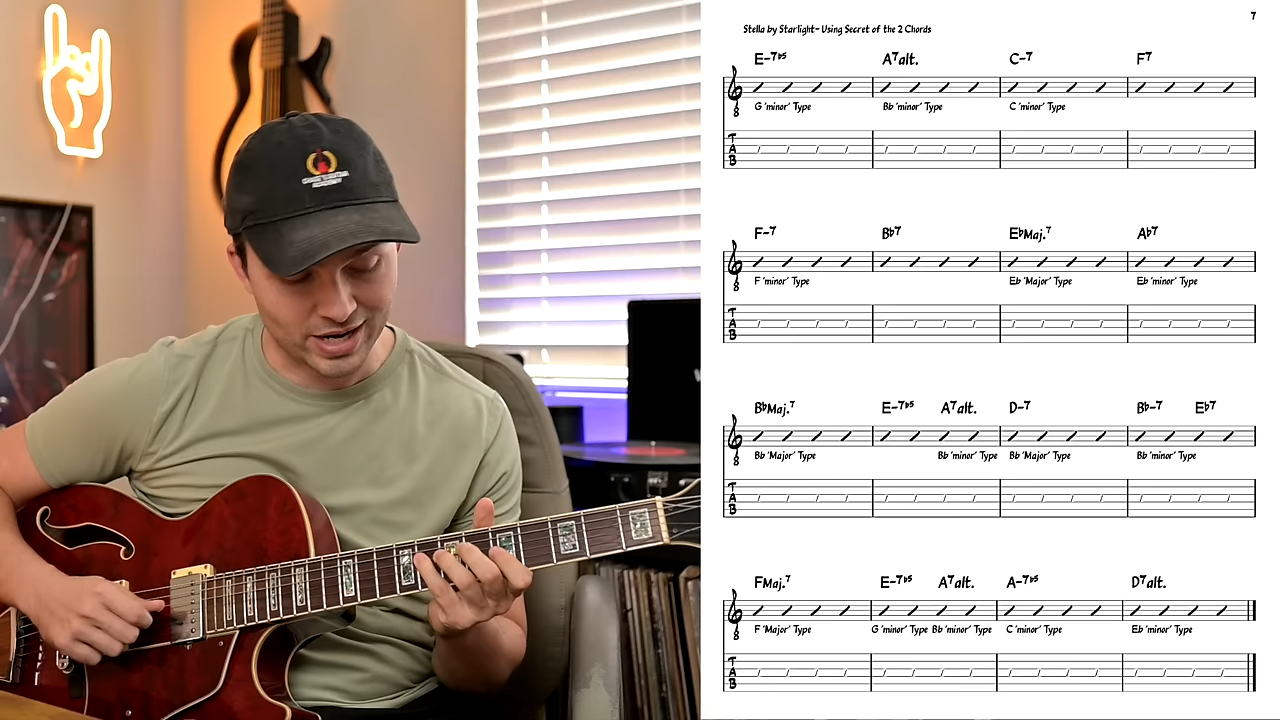 7
Stella by Starlight- Using Secret of the 2 Chords
E-7b5 A7alt. C-7 F7
G 'minor' Type Bb 'minor' Type C 'minor' Type
T
A
B
F-7 Bb7 EbMaj.7 Ab7
F 'minor' Type Eb 'Major' Type Eb 'minor' Type
T
A
B
BbMaj.7 E-7b5 A7alt. D-7 Bb-7 Eb7
Bb 'Major' Type Bb 'minor' Type Bb 'Major' Type Bb 'minor' Type
T
A
B
FMaj.7 E-7b5 A7alt. A-7b5 D7alt.
F 'Major' Type G 'minor' Type Bb 'minor' Type C 'minor' Type Eb 'minor' Type
T
A
B